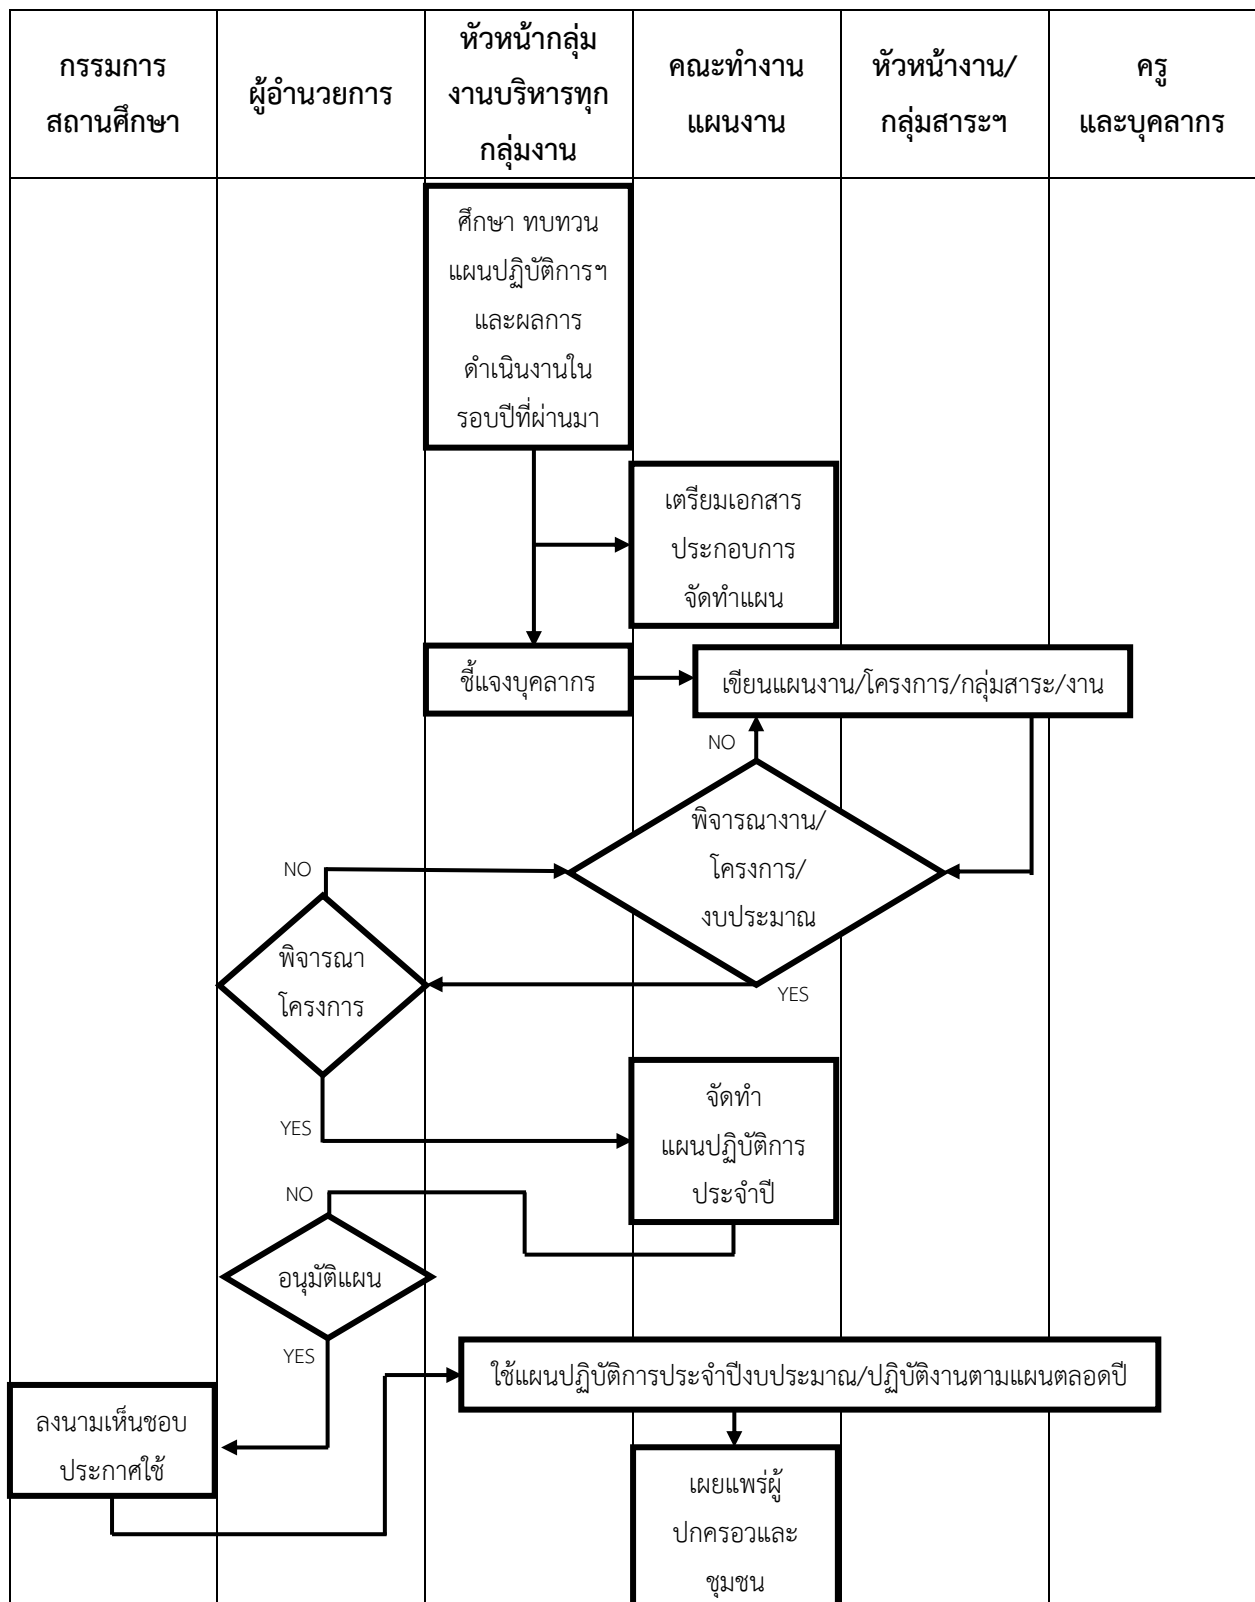 กรรมการ
สถานศึกษา
ผู้อำนวยการ
หัวหน้ากลุ่ม
งานบริหารทุก
กลุ่มงาน
คณะทำงาน
แผนงาน
หัวหน้างาน/
กลุ่มสาระฯ
ครู
และบุคลากร
ศึกษา ทบทวน
แผนปฏิบัติการฯ
และผลการ
ดำเนินงานใน
รอบปีที่ผ่านมา
เตรียมเอกสาร
ประกอบการ
จัดทำแผน
ชี้แจงบุคลากร
เขียนแผนงาน/โครงการ/กลุ่มสาระ/งาน
NO
พิจารณางาน/
โครงการ/
งบประมาณ
NO
พิจารณา
โครงการ
YES
YES
จัดทำ
แผนปฏิบัติการ
ประจำปี
NO
อนุมัติแผน
YES
ใช้แผนปฏิบัติการประจำปีงบประมาณ/ปฏิบัติงานตามแผนตลอดปี
ลงนามเห็นชอบ
ประกาศใช้
เผยแพร่ผู้
ปกครอวและ
ชุมชน